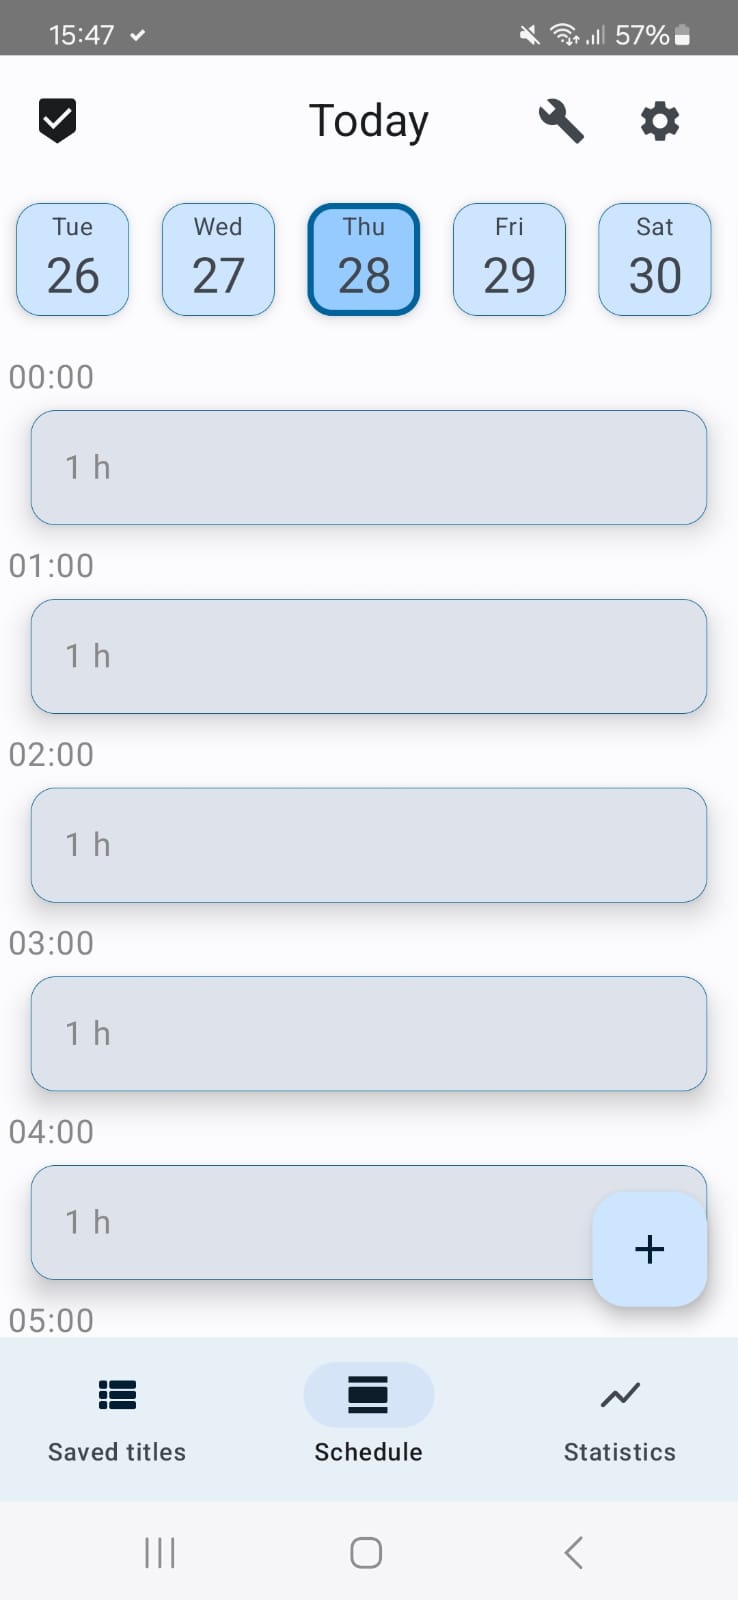 15:47
57%
Today
Tue Wed Thu Fri Sat
26 27 28 29 30
00:00
1 h
01:00
1 h
02:00
1 h
03:00
1 h
04:00
1 h
+
05:00
Saved titles Schedule Statistics